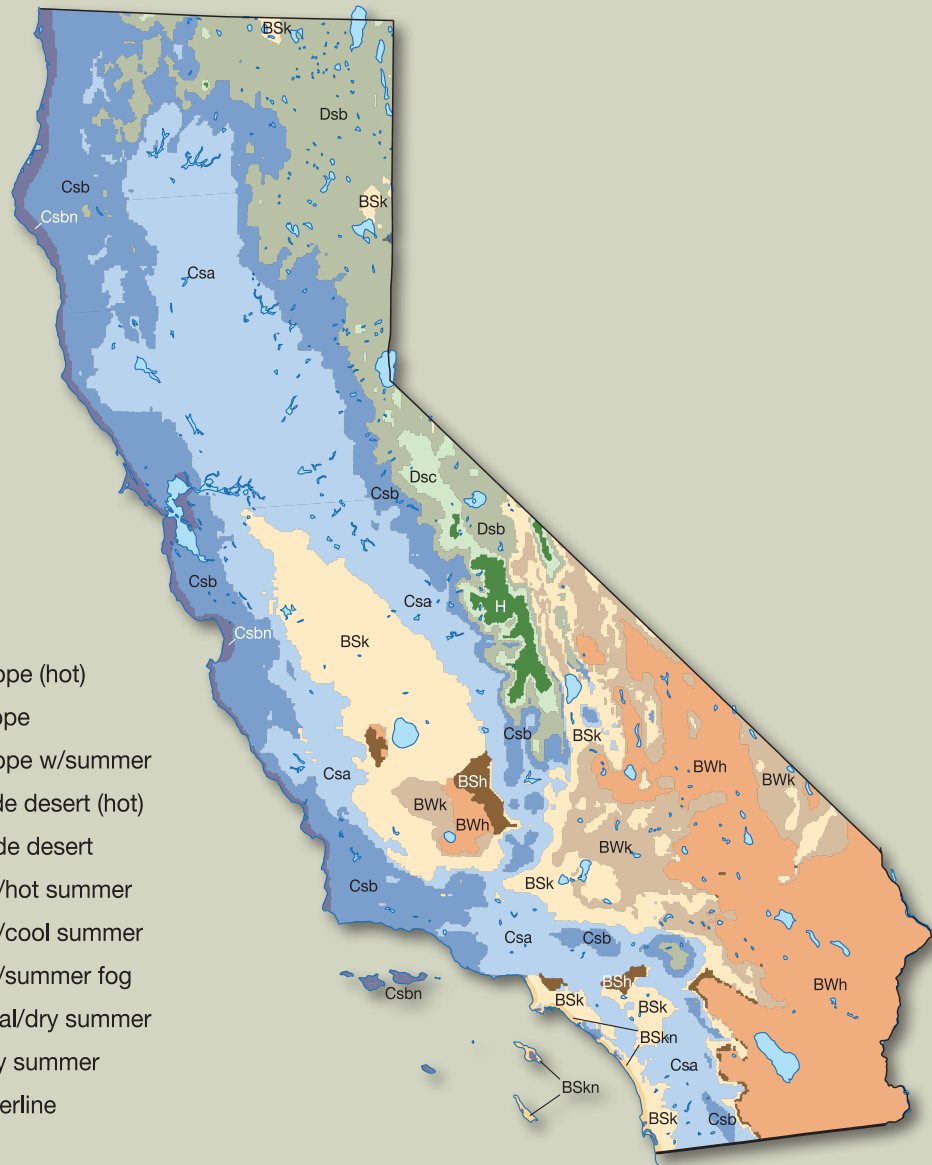 BSk
Dsb
Csb
BSk
Csbn
Csa
Dsc
Csb
Dsb
Csb
Csa
H
Csbn
BSk
ope (hot)
ope
Csb
BSk
ope w/summer
Csa
BSh
BWh
BWk
de desert (hot)
BWk
BWh
de desert
BWk
/hot summer
Csb
BSk
/cool summer
Csa
Csb
/summer fog
Csbn
BSh
BWh
BSk
BSk
al/dry summer
BSkn
y summer
Csa
BSkn
erline
BSk
Csb